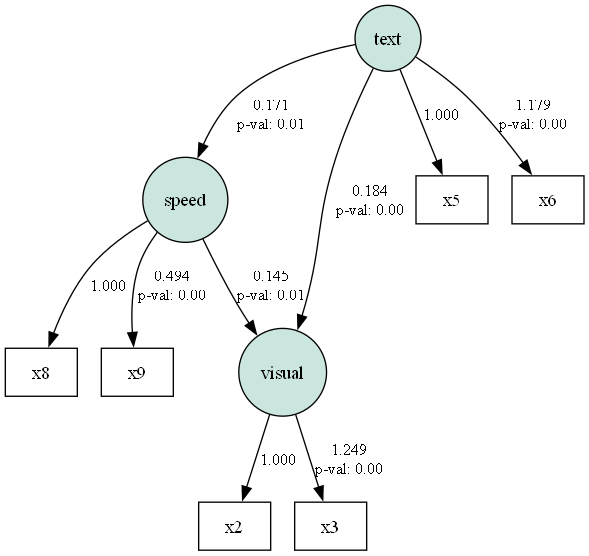 text
0.171
p-val: 0.01
1.000
1.179
p-val: 0.00
0.184
p-val: 0.00
x5
x6
speed
1.000
0.494
p-val: 0.00
0.145
p-val: 0.01
x8
x9
visual
1.000
1.249
p-val: 0.00
x2
x3